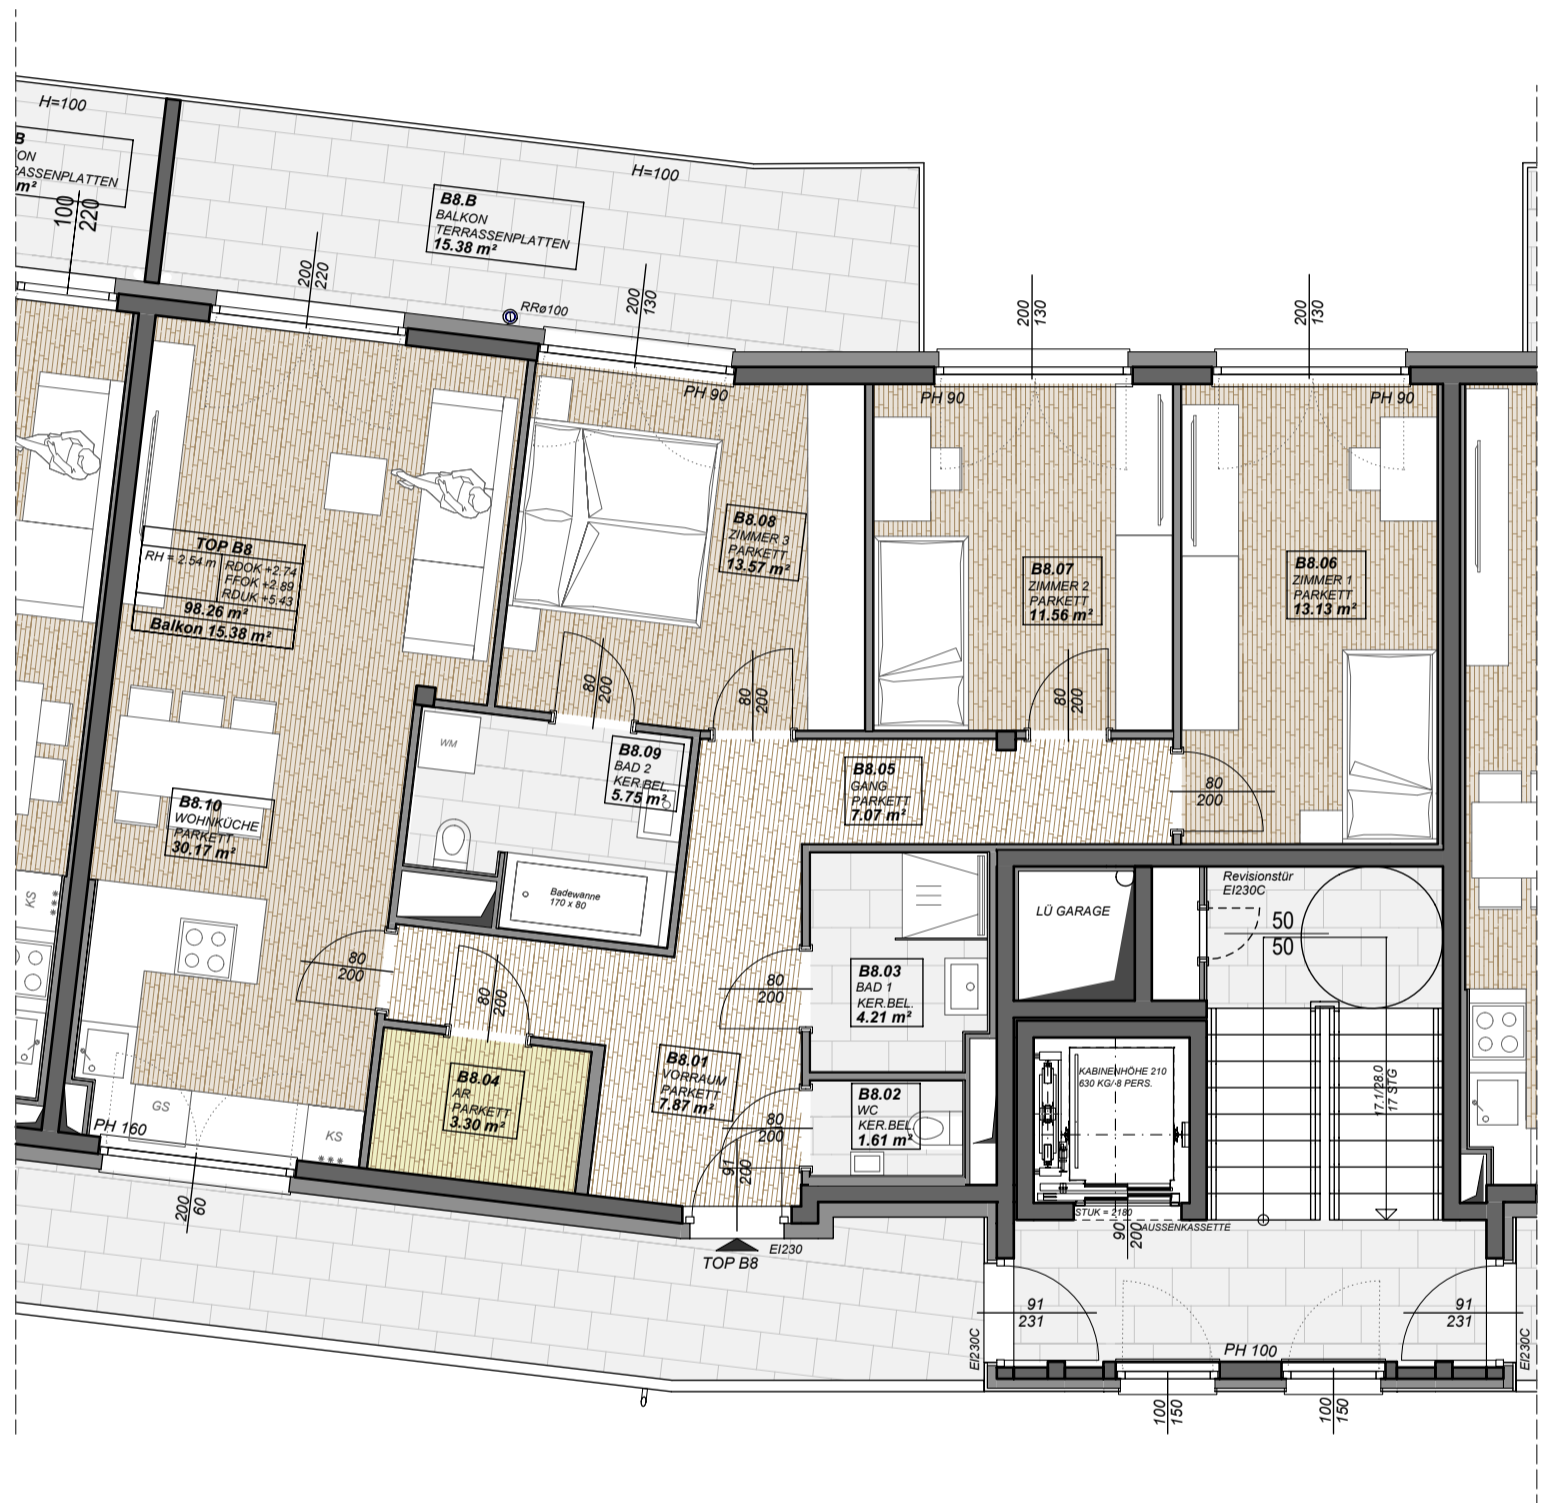 H=100
B
ON
RASSENPLATTEN
m²
100
220
H=100
B8.B
BALKON
TERRASSENPLATTEN
15.38 m²
200
220
RRø100
200
130
200
130
200
130
PH 90
PH 90
PH 90
TOP B8
RH = 2.54 m
RDOK +2.74
FFOK +2.89
RDUK +5.43
98.26 m²
Balkon 15.38 m²
B8.08
ZIMMER 3
PARKETT
13.57 m²
B8.07
ZIMMER 2
PARKETT
11.56 m²
B8.06
ZIMMER 1
PARKETT
13.13 m²
80
200
80
200
80
200
WM
B8.09
BAD 2
KER.BEL.
5.75 m²
B8.05
GANG
PARKETT
7.07 m²
80
200
B8.10
WOHNKÜCHE
PARKETT
30.17 m²
Badewanne
170 x 80
KS
***
LÜ GARAGE
Revisionstür
EI230C
50
50
80
200
80
200
80
200
B8.03
BAD 1
KER.BEL.
4.21 m²
B8.01
VORRAUM
PARKETT
7.87 m²
B8.04
AR
PARKETT
3.30 m²
B8.02
WC
KER.BEL.
1.61 m²
80
200
91
200
KABINENHÖHE 210
630 KG/-8 PERS.
17.1/28.0
17 STG
GS
KS
***
PH 160
200
60
EI230
TOP B8
STUK = 2180
90
200
AUSSENKASSETTE
91
231
91
231
EI230C
EI230C
PH 100
100
150
100
150